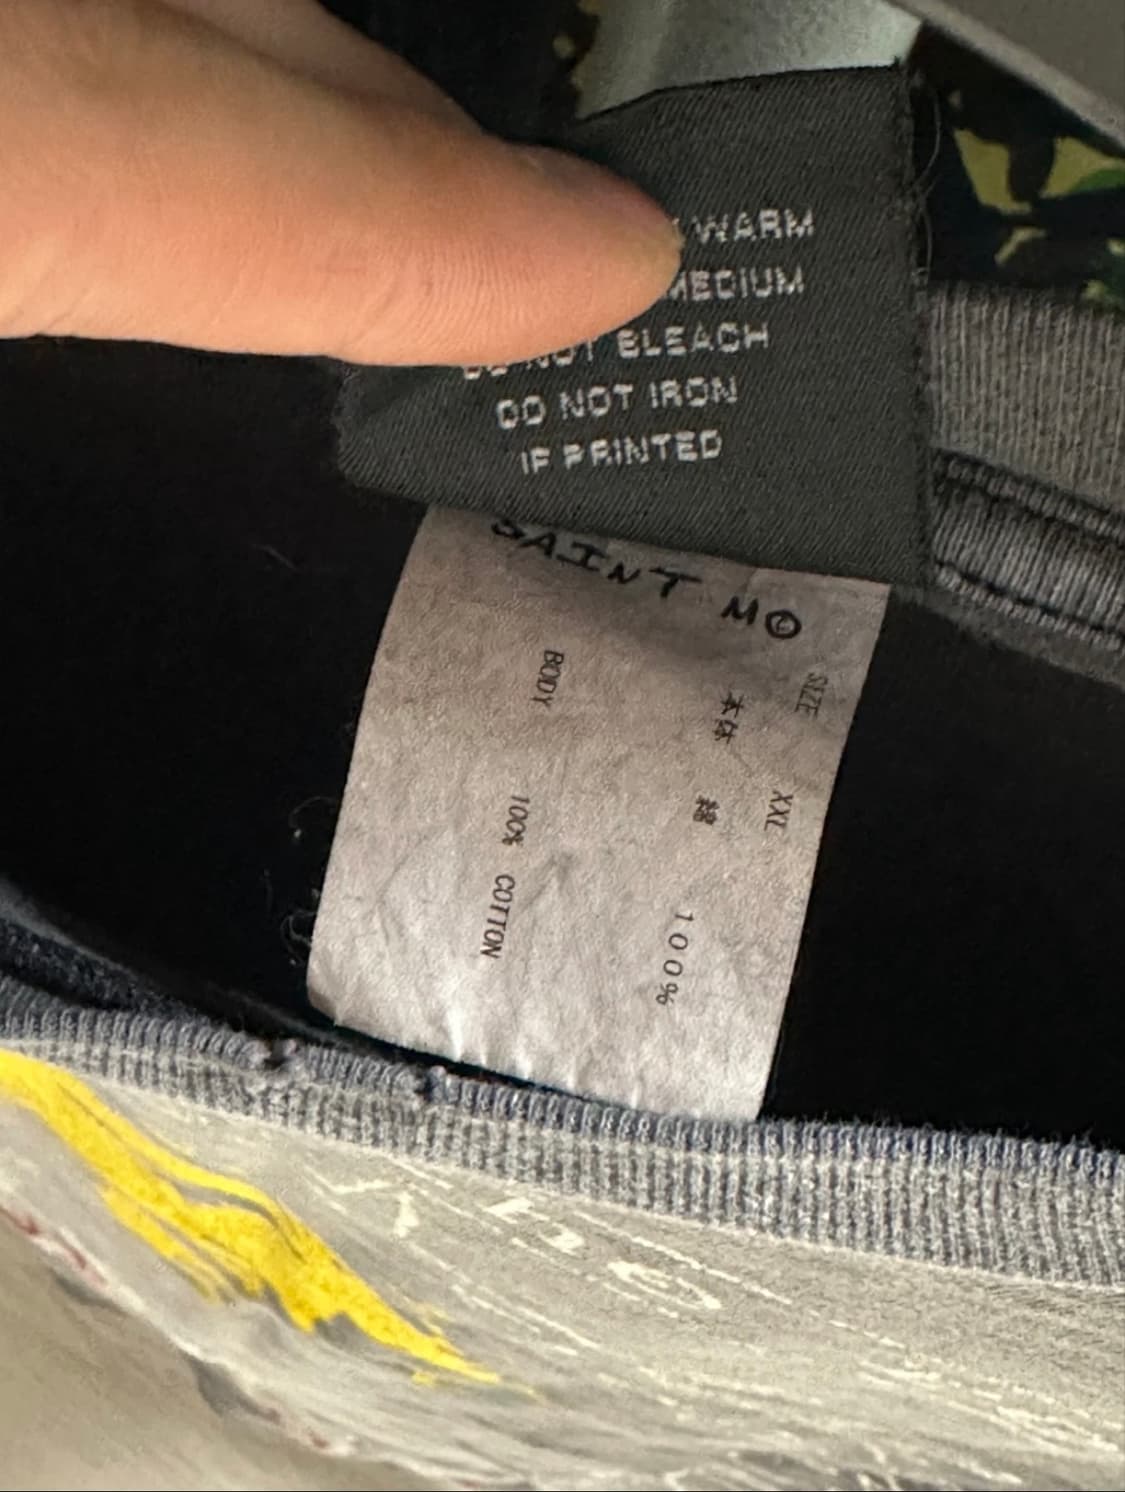 WARM
MEDIUM
DO NOT BLEACH
DO NOT IRON
IF PRINTED
SAINT M©
SIZE XXL
本体 綿 100%
BODY 100% COTTON